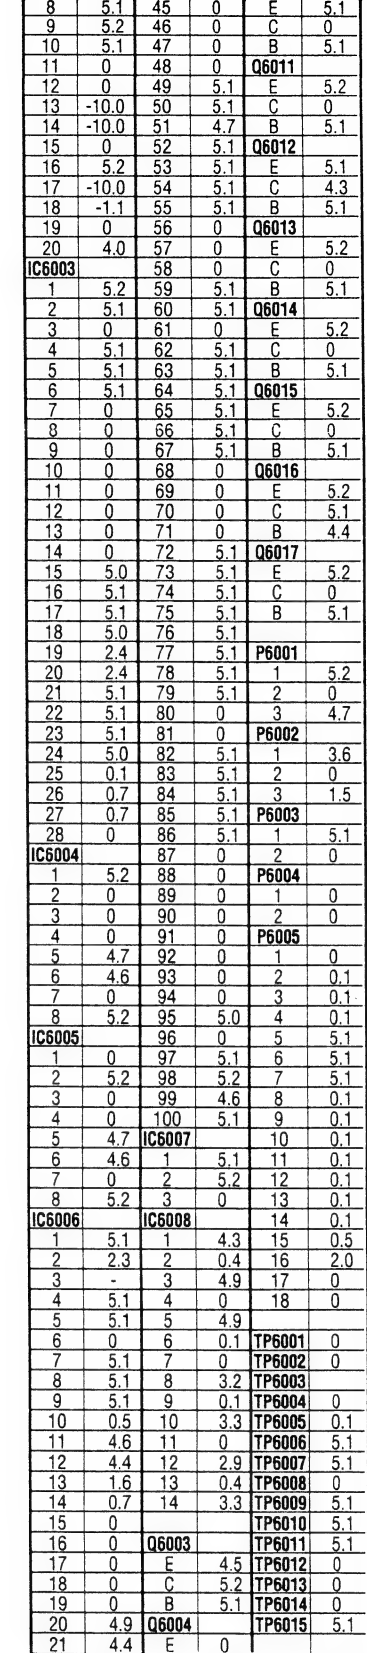 8 5.1 45 0 E 5.1
9 5.2 46 0 C 0
10 5.1 47 0 B 5.1
11 0 48 0 Q6011
12 0 49 5.1 E 5.2
13 -10.0 50 5.1 C 0
14 -10.0 51 4.7 B 5.1
15 0 52 5.1 Q6012
16 5.2 53 5.1 E 5.1
17 -10.0 54 5.1 C 4.3
18 -1.1 55 5.1 B 5.1
19 0 56 0 Q6013
20 4.0 57 0 E 5.2
IC6003 58 0 C 0
1 5.2 59 5.1 B 5.1
2 5.1 60 5.1 Q6014
3 0 61 0 E 5.2
4 5.1 62 5.1 C 0
5 5.1 63 5.1 B 5.1
6 5.1 64 5.1 Q6015
7 0 65 5.1 E 5.2
8 0 66 5.1 C 0
9 0 67 5.1 B 5.1
10 0 68 0 Q6016
11 0 69 0 E 5.2
12 0 70 0 C 5.1
13 0 71 0 B 4.4
14 0 72 5.1 Q6017
15 5.0 73 5.1 E 5.2
16 5.1 74 5.1 C 0
17 5.1 75 5.1 B 5.1
18 5.0 76 5.1
19 2.4 77 5.1 P6001
20 2.4 78 5.1 1 5.2
21 5.1 79 5.1 2 0
22 5.1 80 0 3 4.7
23 5.1 81 0 P6002
24 5.0 82 5.1 1 3.6
25 0.1 83 5.1 2 0
26 0.7 84 5.1 3 1.5
27 0.7 85 5.1 P6003
28 0 86 5.1 1 5.1
IC6004 87 0 2 0
1 5.2 88 0 P6004
2 0 89 0 1 0
3 0 90 0 2 0
4 0 91 0 P6005
5 4.7 92 0 1 0
6 4.6 93 0 2 0.1
7 0 94 0 3 0.1
8 5.2 95 5.0 4 0.1
IC6005 96 0 5 5.1
1 0 97 5.1 6 5.1
2 5.2 98 5.2 7 5.1
3 0 99 4.6 8 0.1
4 0 100 5.1 9 0.1
5 4.7 IC6007 10 0.1
6 4.6 1 5.1 11 0.1
7 0 2 5.2 12 0.1
8 5.2 3 0 13 0.1
IC6006 IC6008 14 0.1
1 5.1 1 4.3 15 0.5
2 2.3 2 0.4 16 2.0
3 - 3 4.9 17 0
4 5.1 4 0 18 0
5 5.1 5 4.9
6 0 6 0.1 TP6001 0
7 5.1 7 0 TP6002 0
8 5.1 8 3.2 TP6003
9 5.1 9 0.1 TP6004 0
10 0.5 10 3.3 TP6005 0.1
11 4.6 11 0 TP6006 5.1
12 4.4 12 2.9 TP6007 5.1
13 1.6 13 0.4 TP6008 0
14 0.7 14 3.3 TP6009 5.1
15 0 TP6010 5.1
16 0 Q6003 TP6011 5.1
17 0 E 4.5 TP6012 0
18 0 C 5.2 TP6013 0
19 0 B 5.1 TP6014 0
20 4.9 Q6004 TP6015 5.1
21 4.4 E 0